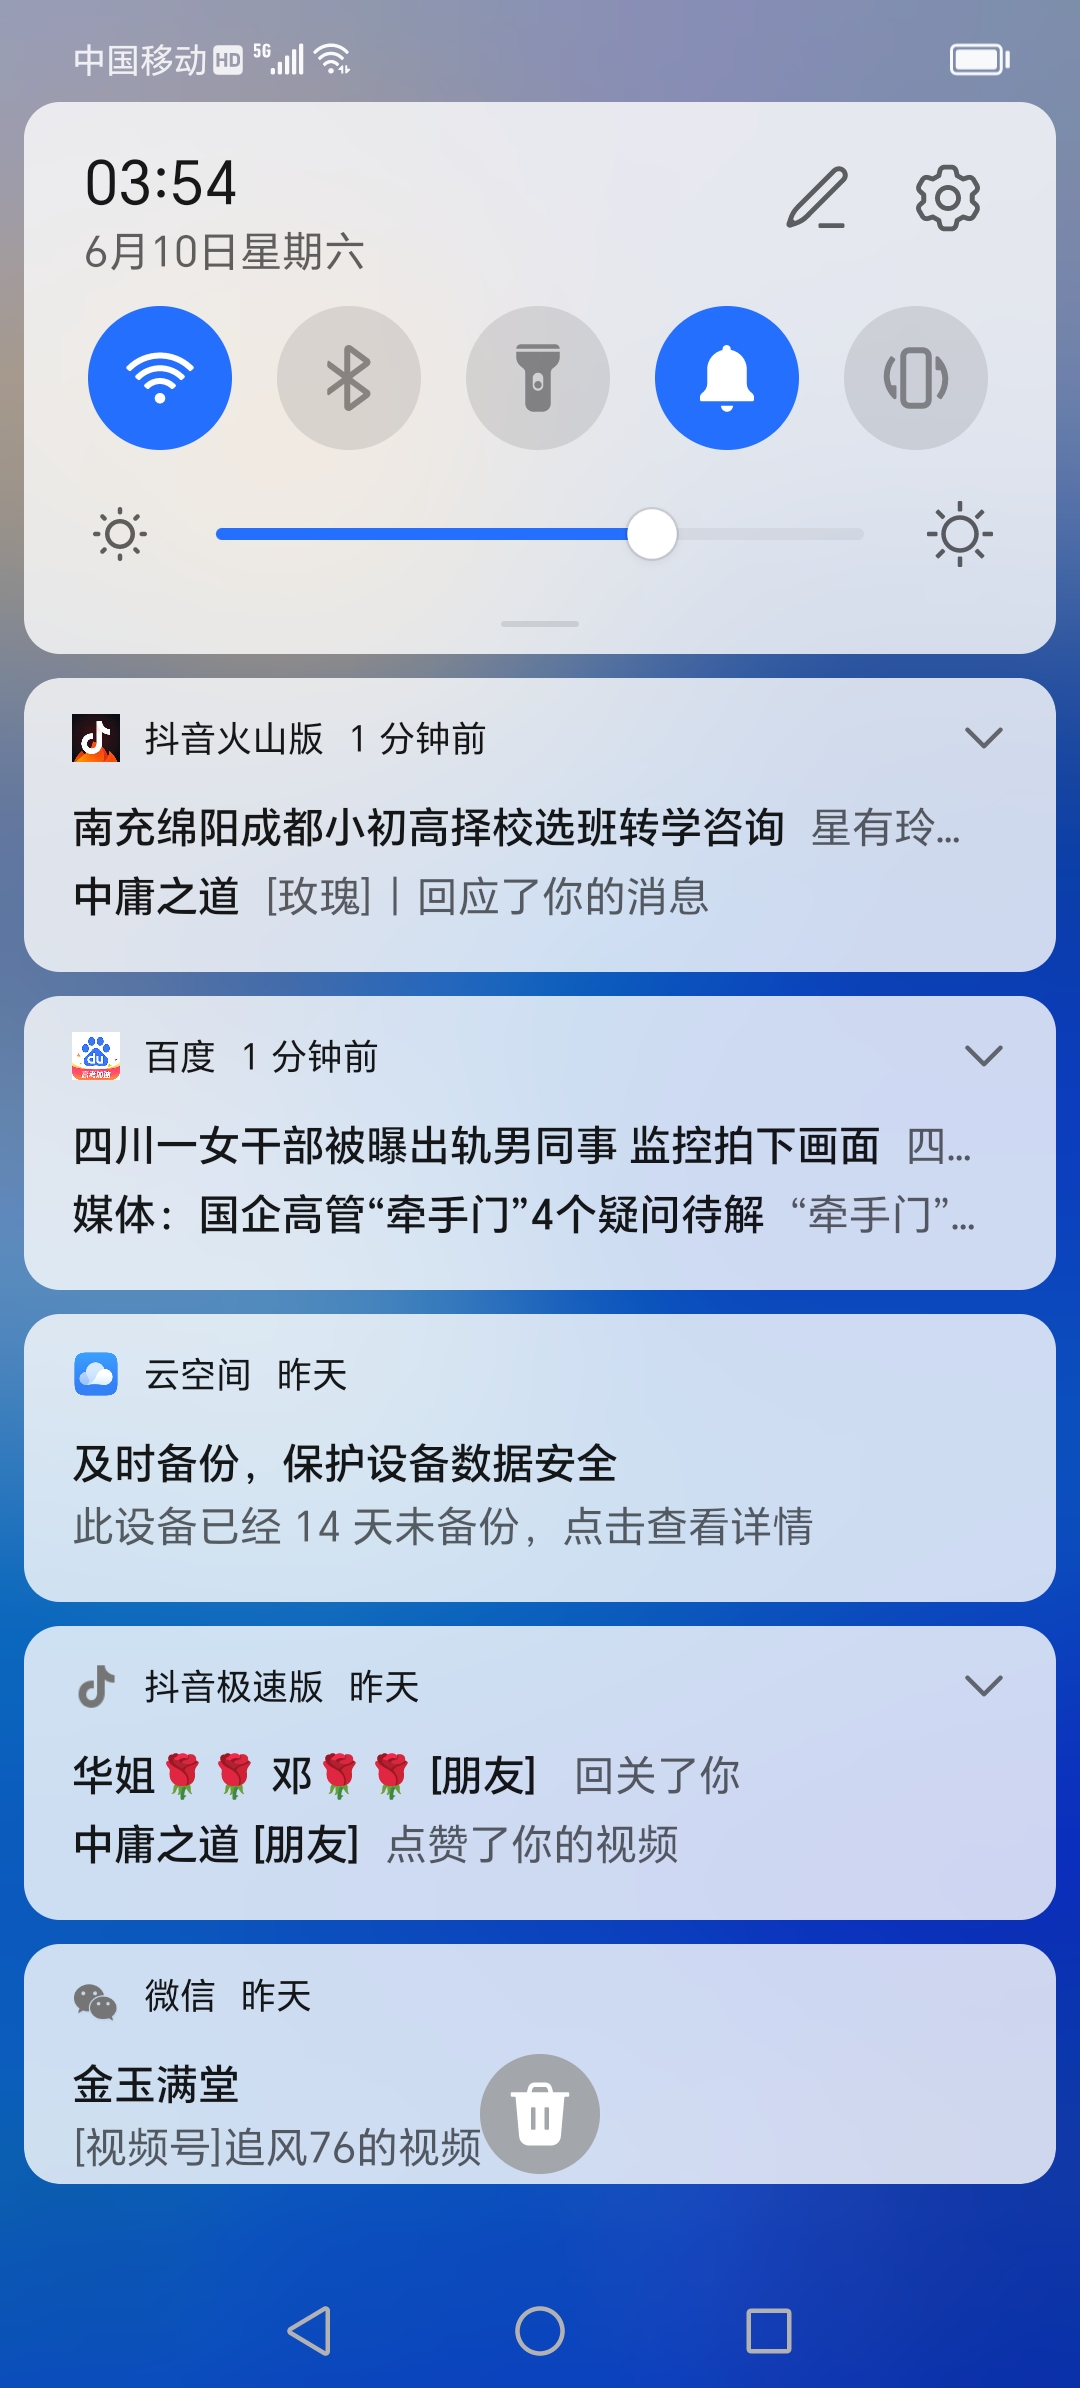 中国移动 HD 5G
03:54
6月10日星期六
抖音火山版 1 分钟前
南充绵阳成都小初高择校选班转学咨询 星有玲...
中庸之道 [玫瑰]丨回应了你的消息
du
百度 1 分钟前
四川一女干部被曝出轨男同事 监控拍下画面 四...
媒体：国企高管“牵手门”4个疑问待解 “牵手门”...
云空间 昨天
及时备份，保护设备数据安全
此设备已经 14 天未备份，点击查看详情
抖音极速版 昨天
华姐🌹🌹 邓🌹🌹 [朋友] 回关了你
中庸之道 [朋友] 点赞了你的视频
微信 昨天
金玉满堂
[视频号]追风76的视频